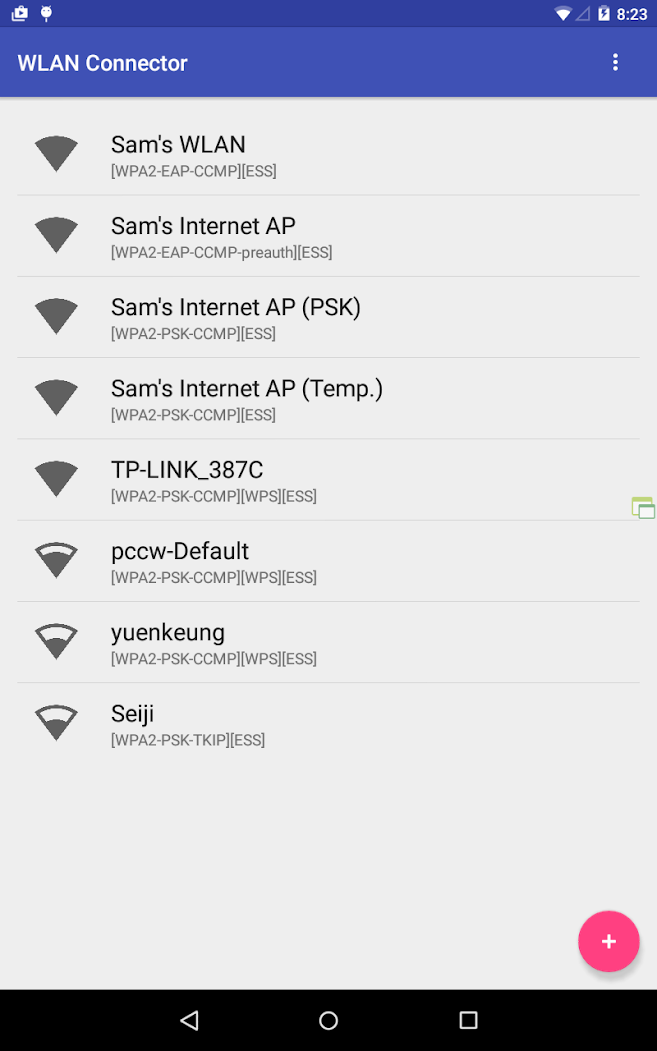 8:23
WLAN Connector
Sam's WLAN
[WPA2-EAP-CCMP][ESS]
Sam's Internet AP
[WPA2-EAP-CCMP-preauth][ESS]
Sam's Internet AP (PSK)
[WPA2-PSK-CCMP][ESS]
Sam's Internet AP (Temp.)
[WPA2-PSK-CCMP][ESS]
TP-LINK_387C
[WPA2-PSK-CCMP][WPS][ESS]
pccw-Default
[WPA2-PSK-CCMP][WPS][ESS]
yuenkeung
[WPA2-PSK-CCMP][WPS][ESS]
Seiji
[WPA2-PSK-TKIP][ESS]